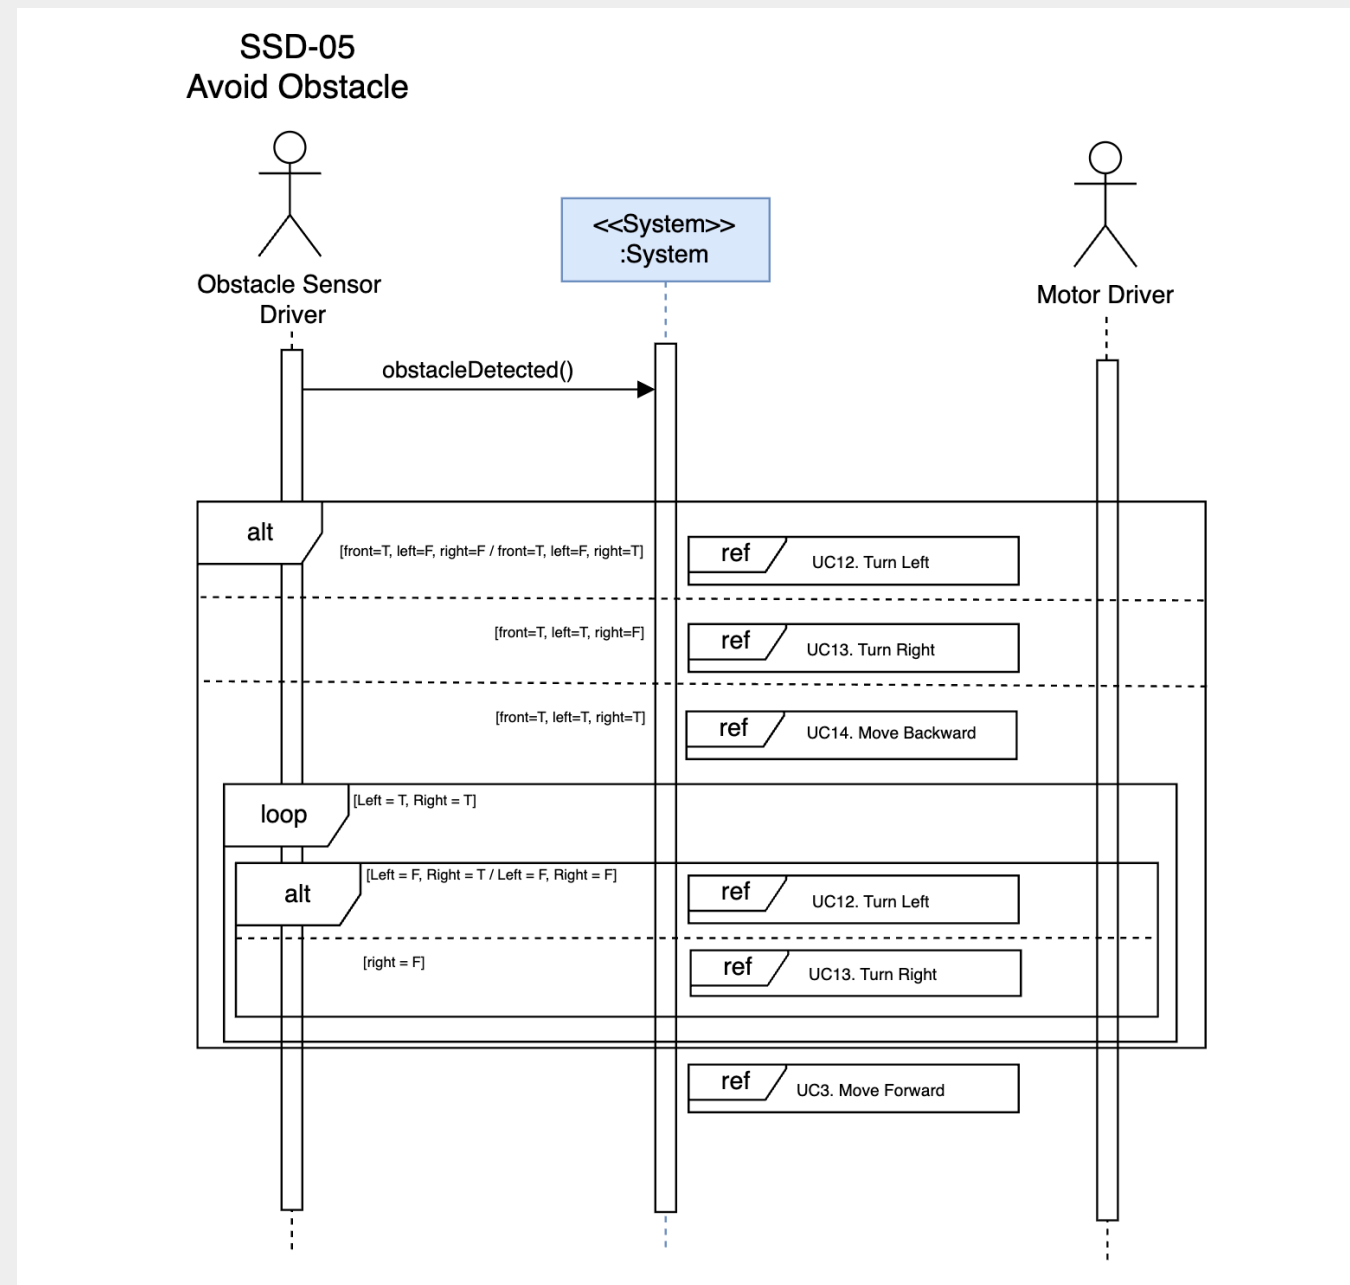 SSD-05
Avoid Obstacle
<<System>>
:System
Obstacle Sensor
Driver
Motor Driver
obstacleDetected()
alt
[front=T, left=F, right=F / front=T, left=F, right=T]
ref
UC12. Turn Left
[front=T, left=T, right=F]
ref
UC13. Turn Right
[front=T, left=T, right=T]
ref
UC14. Move Backward
loop
[Left = T, Right = T]
alt
[Left = F, Right = T / Left = F, Right = F]
ref
UC12. Turn Left
[right = F]
ref
UC13. Turn Right
ref
UC3. Move Forward